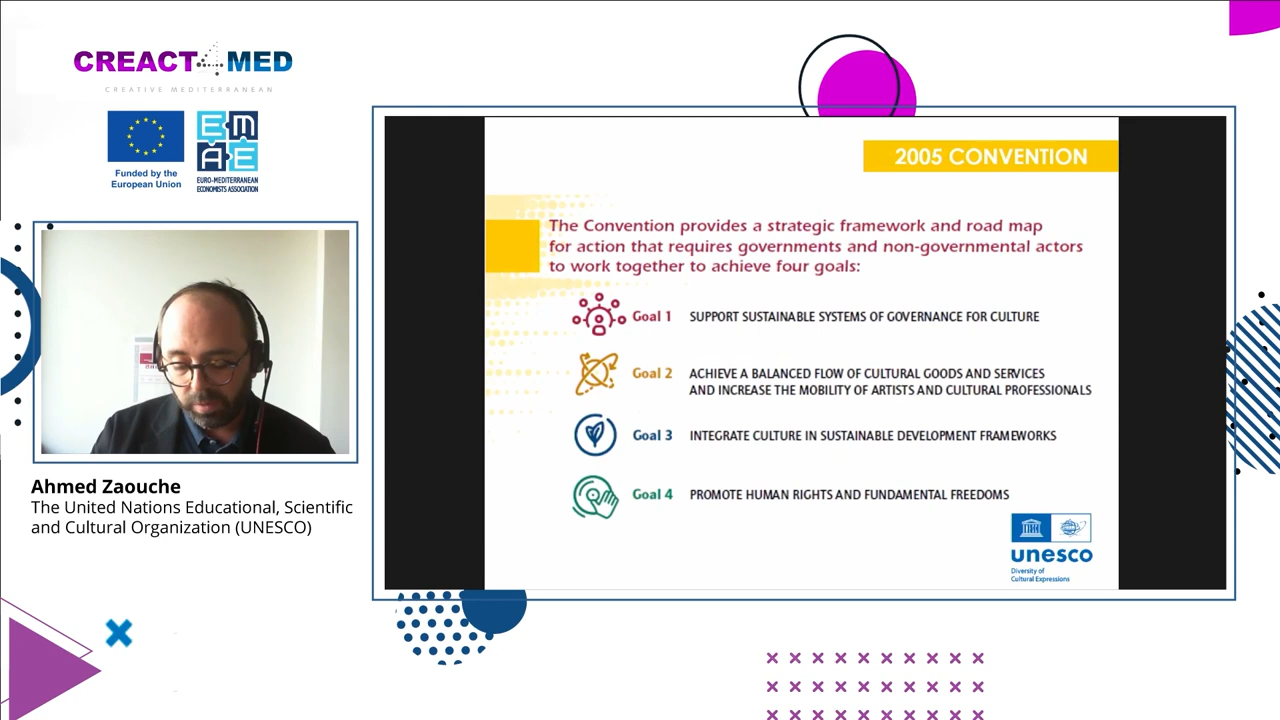 CREACT4MED
CREATIVE MEDITERRANEAN
Funded by the
European Union
EM
AE
EURO-MEDITERRANEAN
ECONOMISTS ASSOCIATION
Ahmed Zaouche
The United Nations Educational, Scientific
and Cultural Organization (UNESCO)
2005 CONVENTION
The Convention provides a strategic framework and road map
for action that requires governments and non-governmental actors
to work together to achieve four goals:
Goal 1 SUPPORT SUSTAINABLE SYSTEMS OF GOVERNANCE FOR CULTURE
Goal 2 ACHIEVE A BALANCED FLOW OF CULTURAL GOODS AND SERVICES
AND INCREASE THE MOBILITY OF ARTISTS AND CULTURAL PROFESSIONALS
Goal 3 INTEGRATE CULTURE IN SUSTAINABLE DEVELOPMENT FRAMEWORKS
Goal 4 PROMOTE HUMAN RIGHTS AND FUNDAMENTAL FREEDOMS
unesco
Diversity of
Cultural Expressions